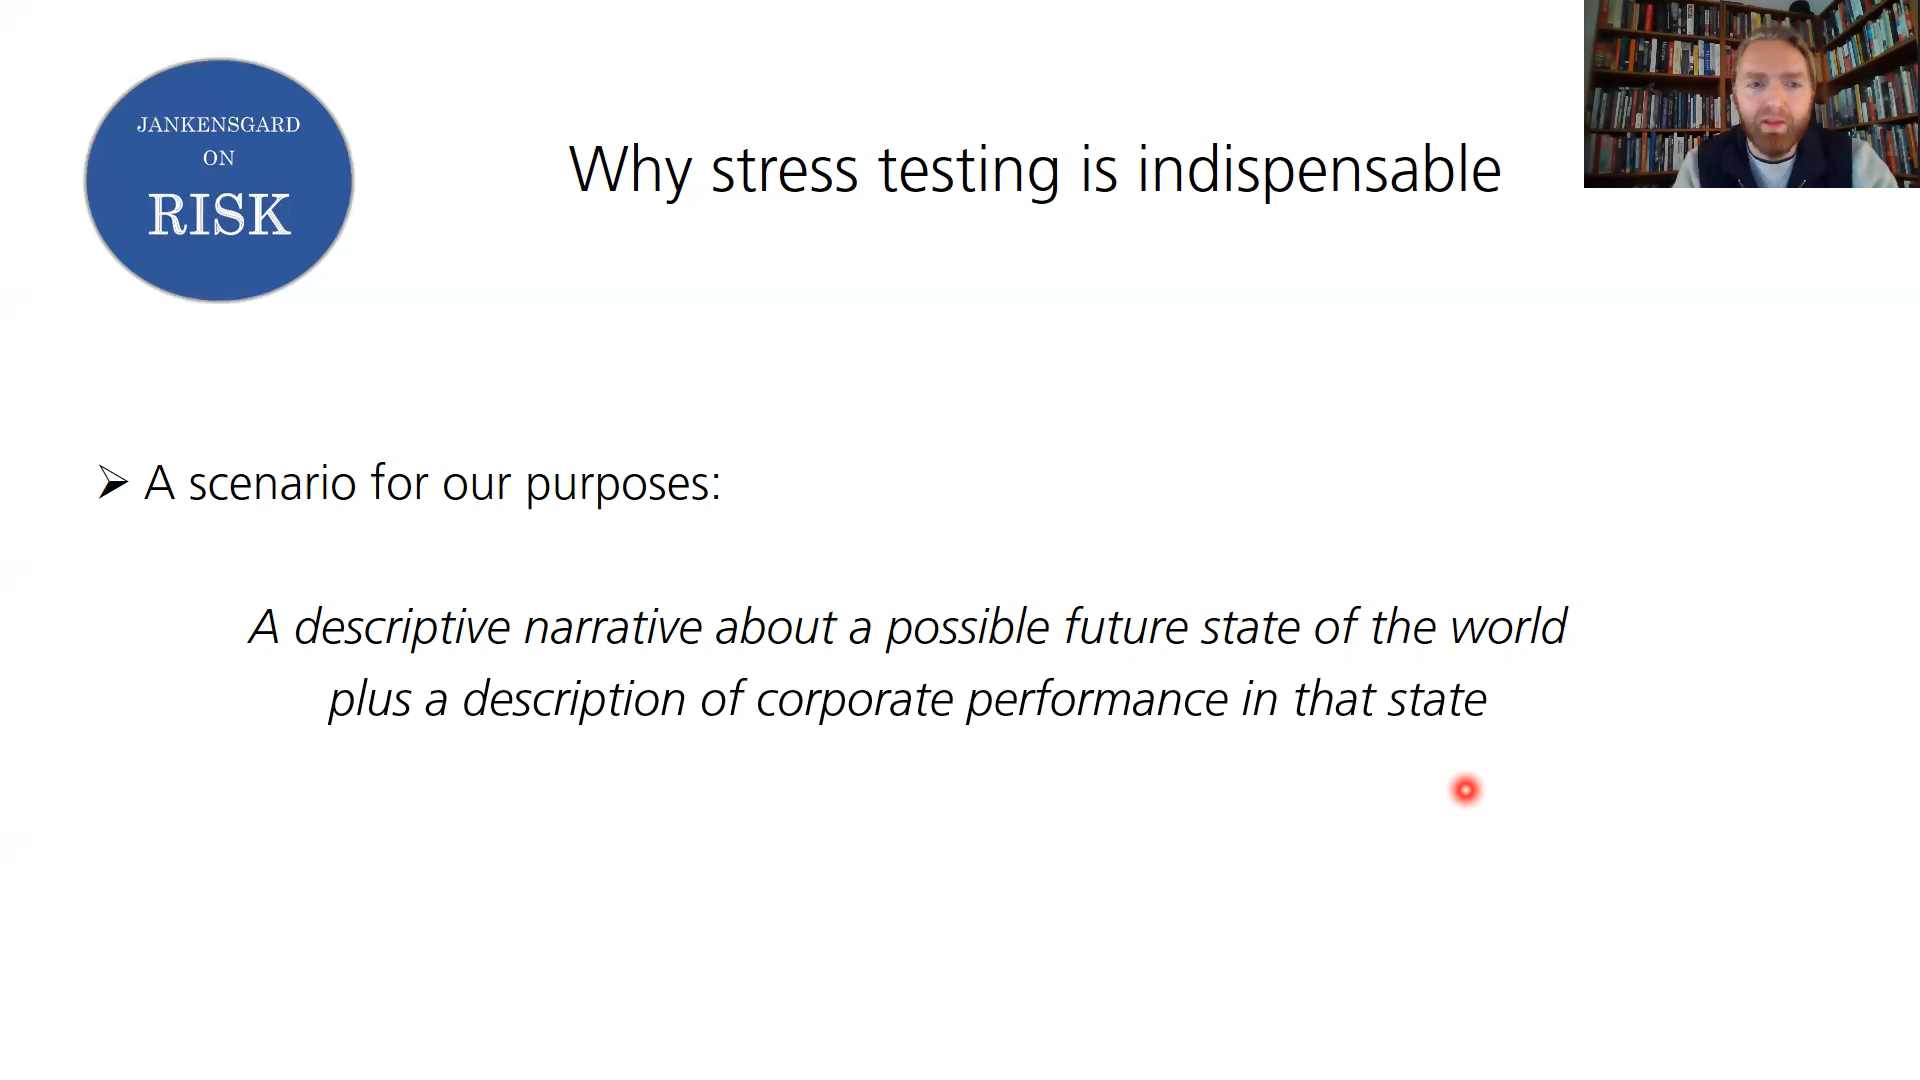 JANKENSGARD
ON
RISK
Why stress testing is indispensable
A scenario for our purposes:
A descriptive narrative about a possible future state of the world
plus a description of corporate performance in that state